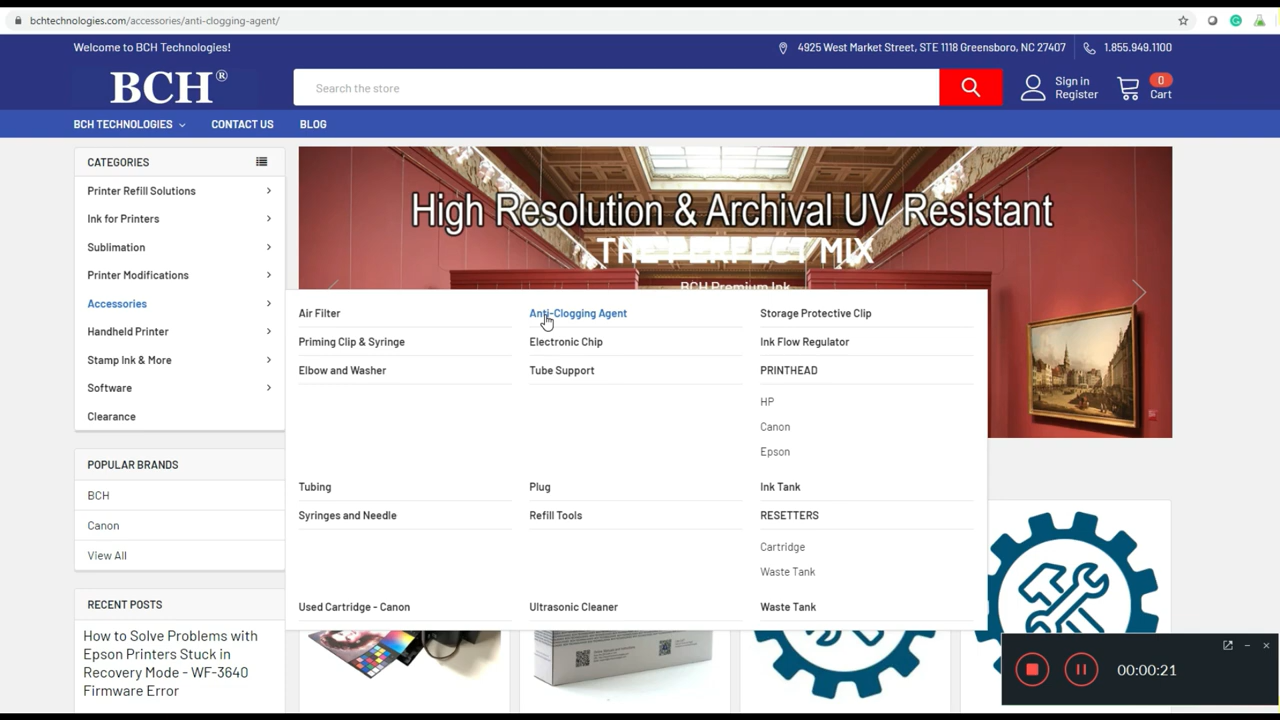 bchtechnologies.com/accessories/anti-clogging-agent/
Welcome to BCH Technologies!
4925 West Market Street, STE 1118 Greensboro, NC 27407
1.855.949.1100
BCH®
Search the store
Sign in
Register
0
Cart
BCH TECHNOLOGIES
CONTACT US
BLOG
CATEGORIES
Printer Refill Solutions
Ink for Printers
Sublimation
Printer Modifications
Accessories
Handheld Printer
Stamp Ink & More
Software
Clearance
POPULAR BRANDS
BCH
Canon
View All
RECENT POSTS
How to Solve Problems with
Epson Printers Stuck in
Recovery Mode - WF-3640
Firmware Error
High Resolution & Archival UV Resistant
THE PERFECT MIX
BCH Premium Ink
Air Filter
Anti-Clogging Agent
Storage Protective Clip
Priming Clip & Syringe
Electronic Chip
Ink Flow Regulator
Elbow and Washer
Tube Support
PRINTHEAD
HP
Canon
Epson
Tubing
Plug
Ink Tank
Syringes and Needle
Refill Tools
RESETTERS
Cartridge
Waste Tank
Used Cartridge - Canon
Ultrasonic Cleaner
Waste Tank
00:00:21